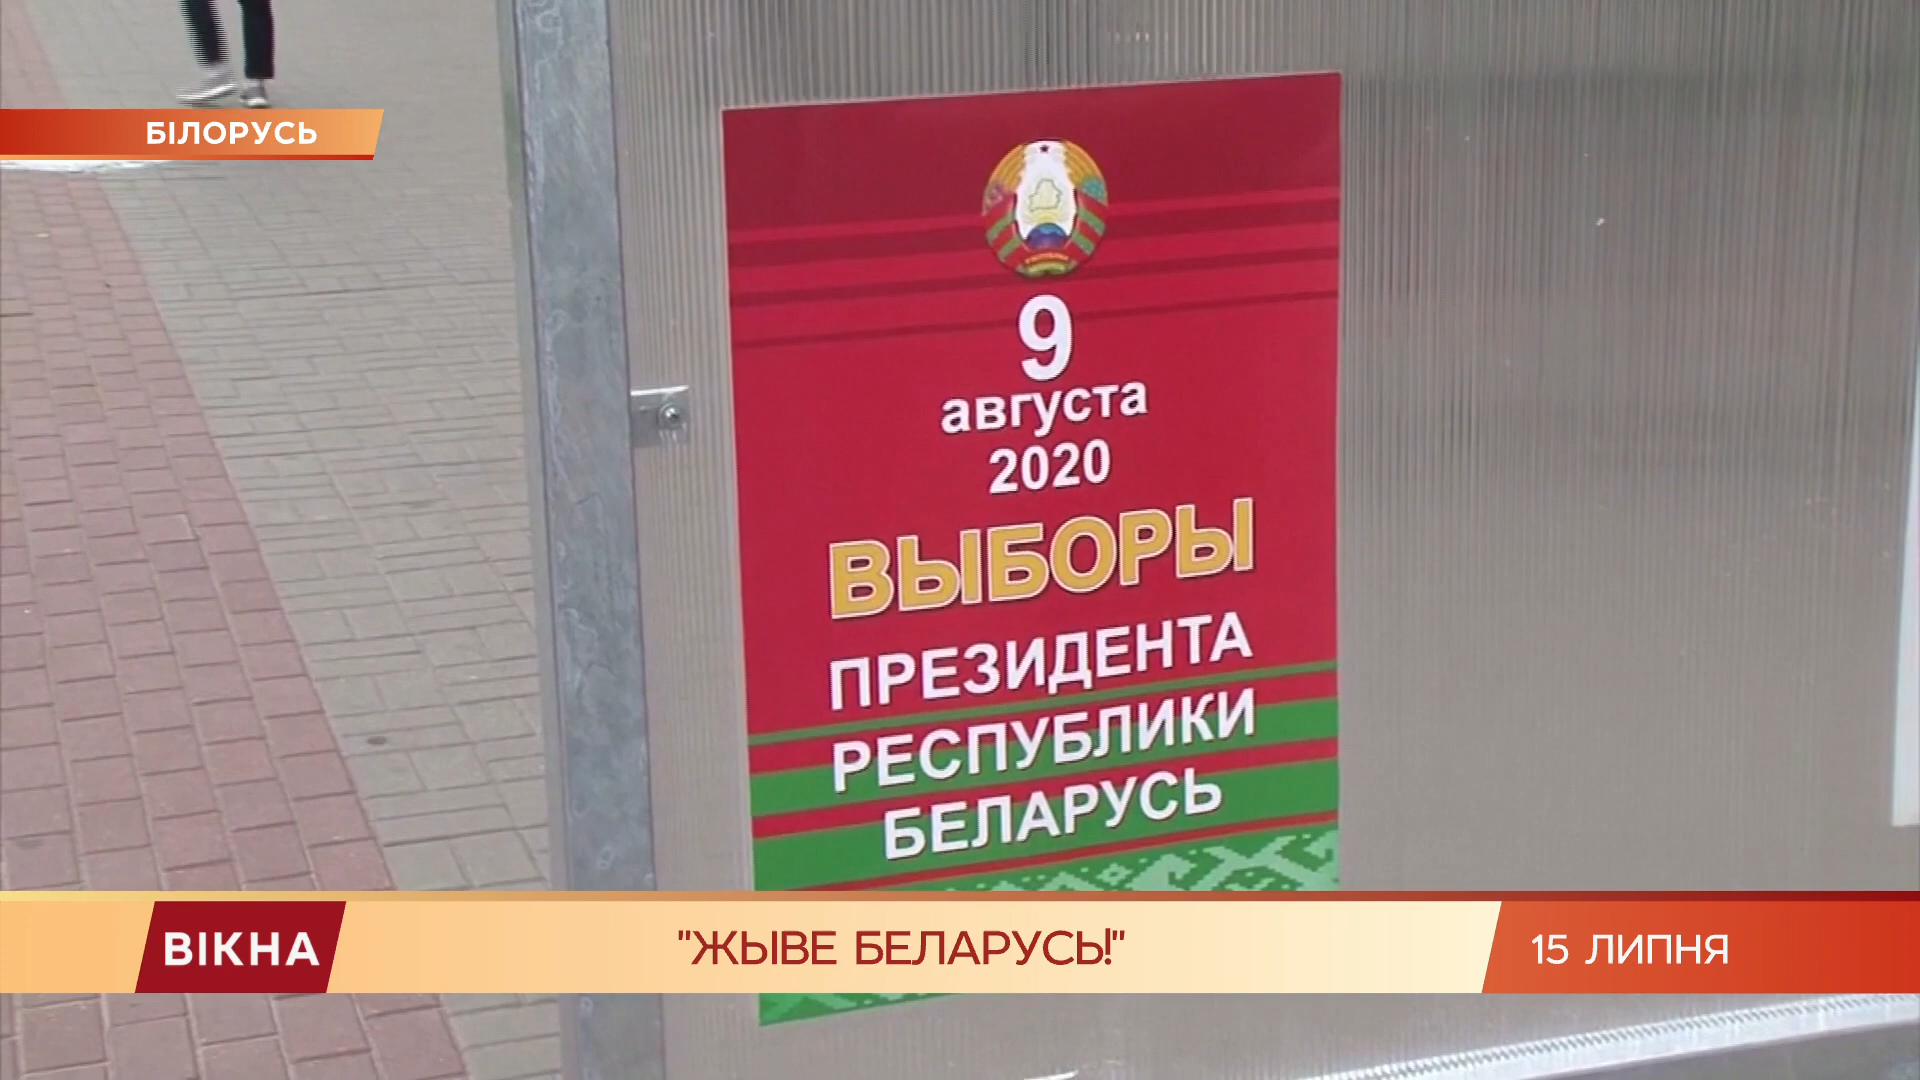 БІЛОРУСЬ
9
августа
2020
ВЫБОРЫ
ПРЕЗИДЕНТА
РЕСПУБЛИКИ
БЕЛАРУСЬ
ВІКНА
"ЖЫВЕ БЕЛАРУСЬ!"
15 ЛИПНЯ